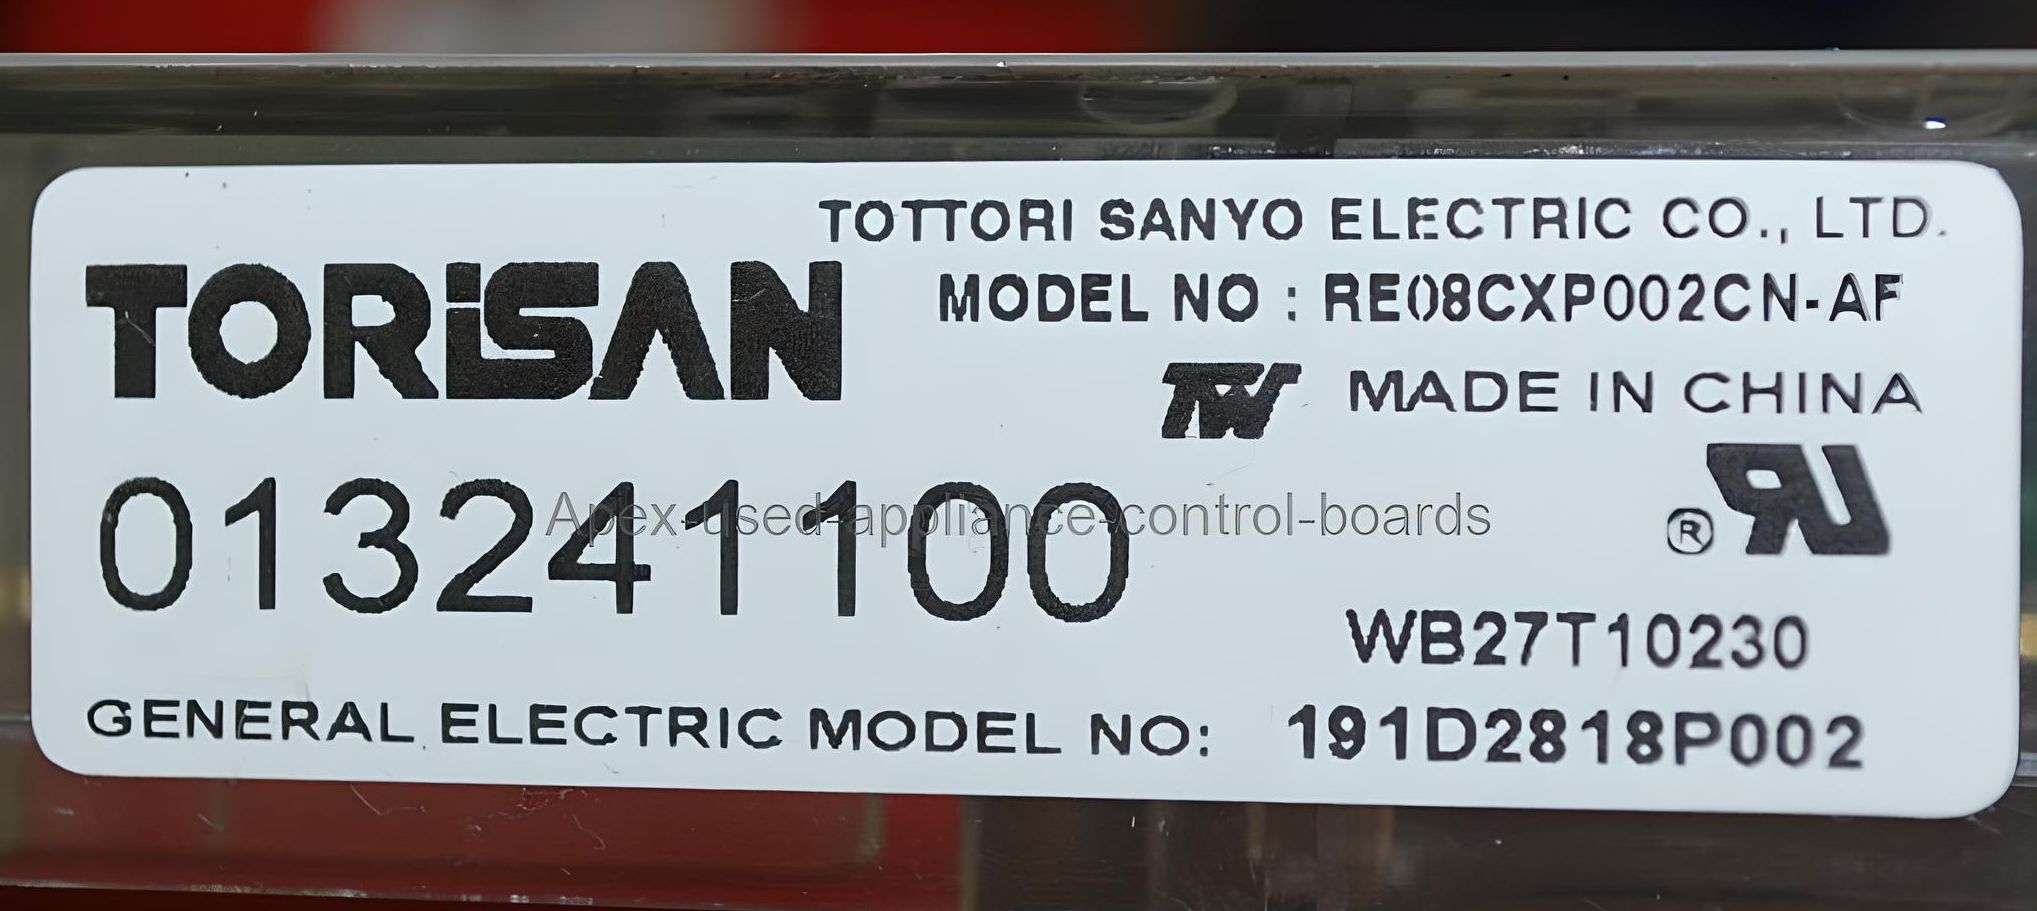 TOTTORI SANYO ELECTRIC CO., LTD.
TORiSAN
MODEL NO : RE08CXP002CN-AF
MADE IN CHINA
013241100
Apex-used-appliance-control-boards
®
WB27T10230
GENERAL ELECTRIC MODEL NO: 191D2818P002